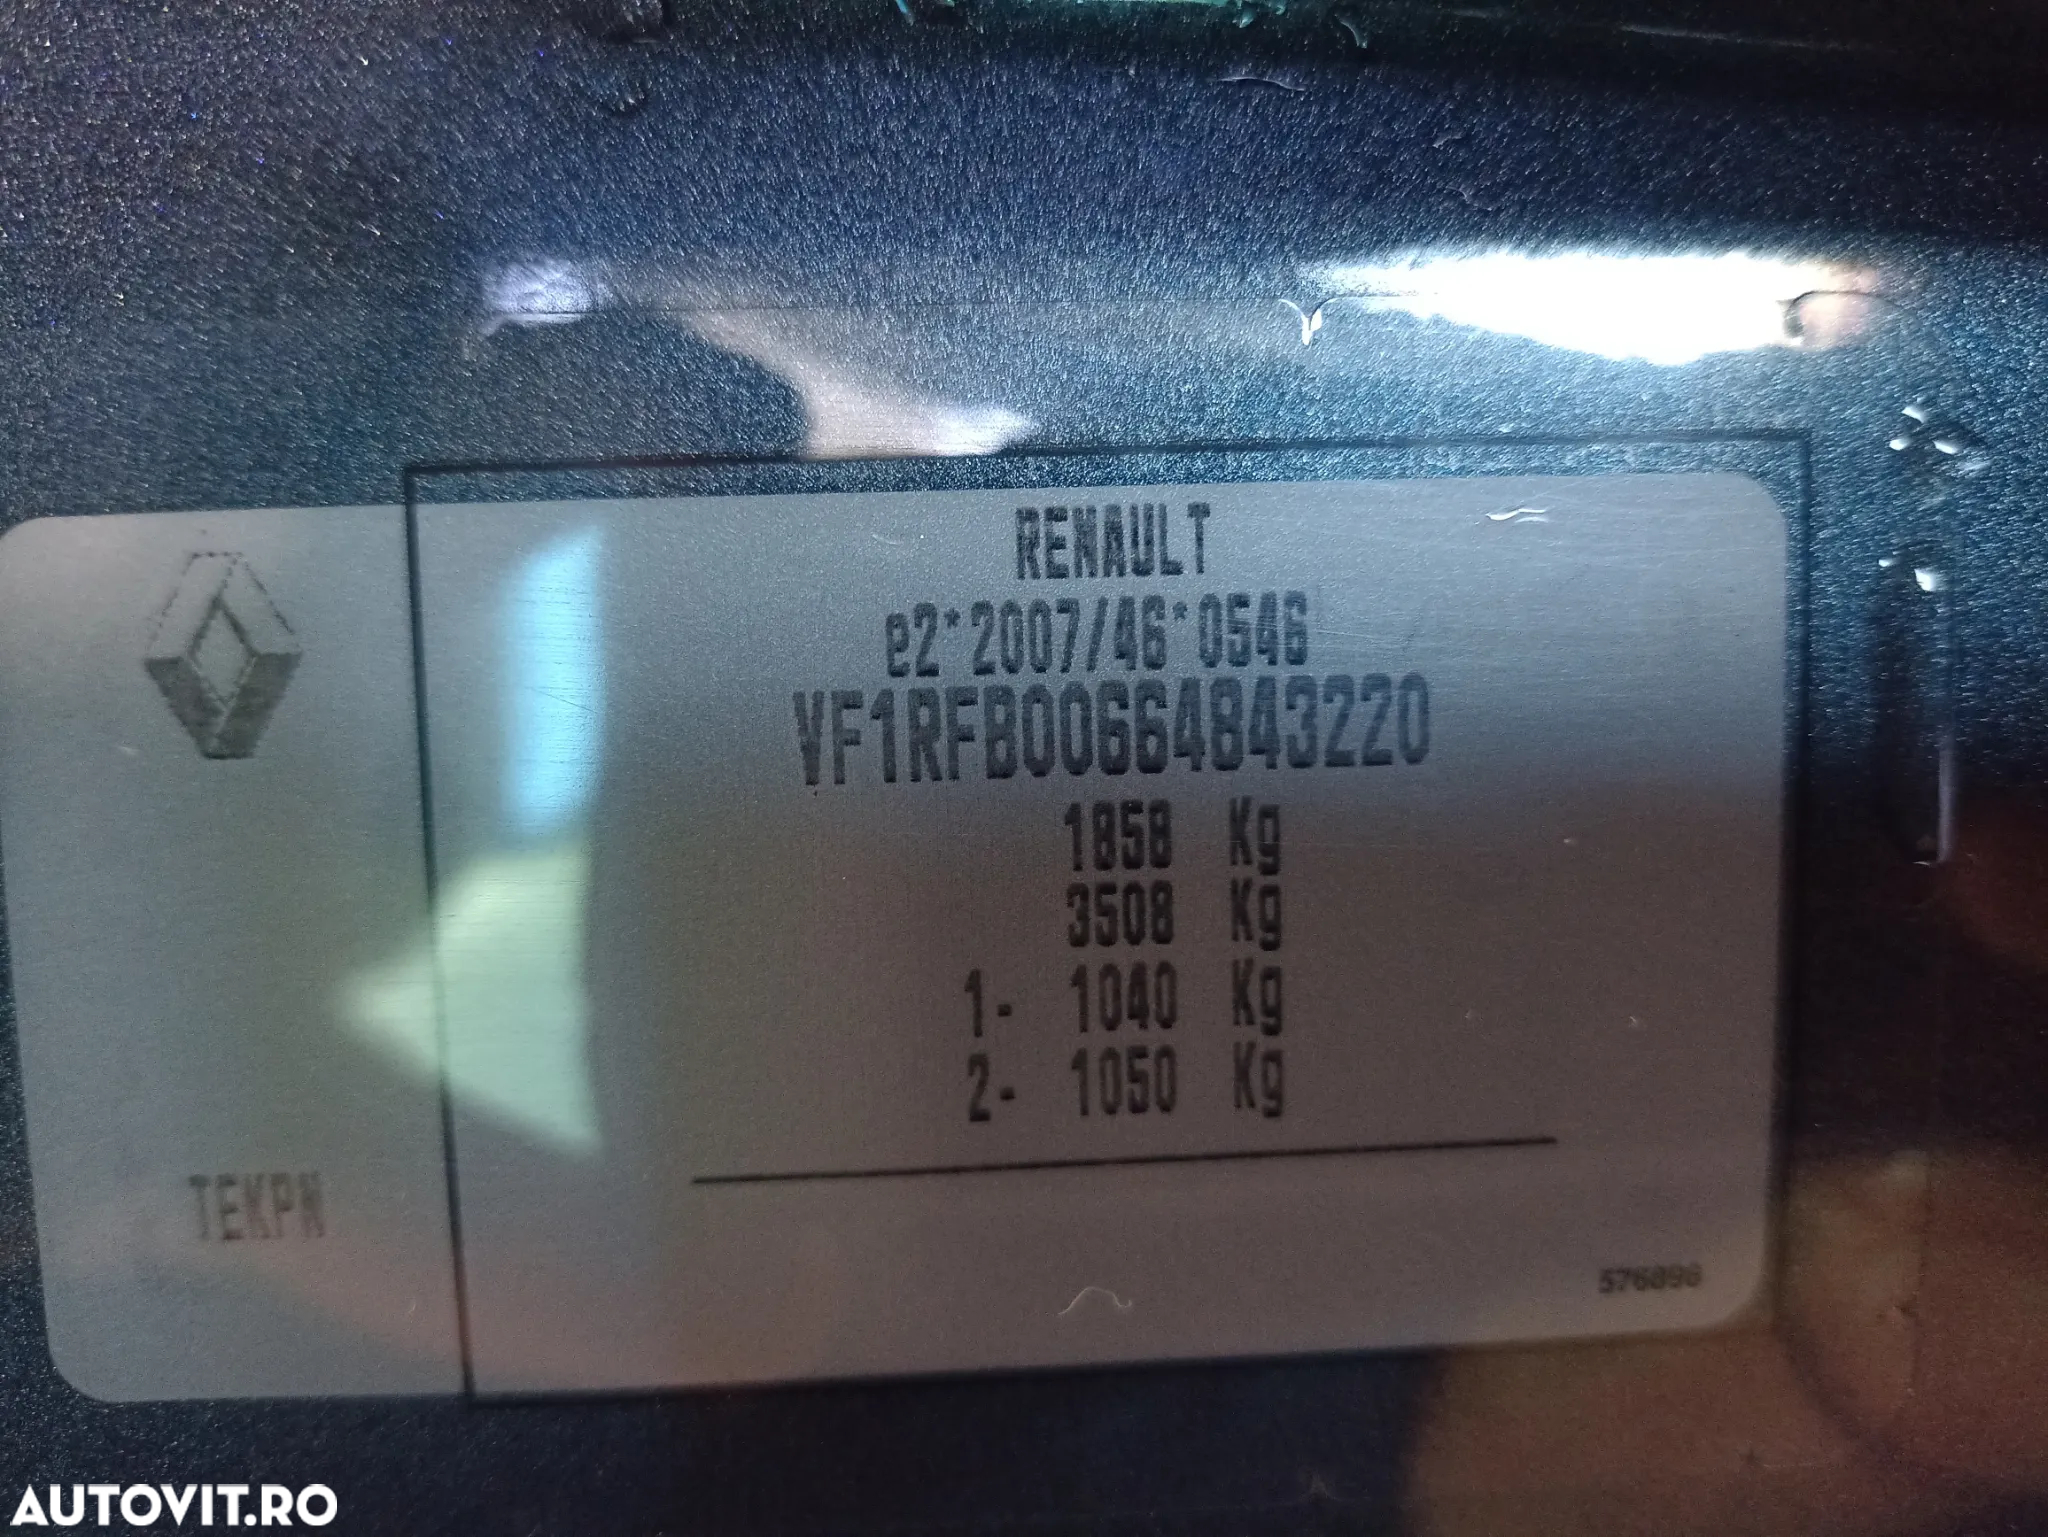 RENAULT
e2*2007/46*0546
VF1RFB00664843220
1858 Kg
3508 Kg
1- 1040 Kg
2- 1050 Kg
TEKPN
576096
AUTOVIT.RO